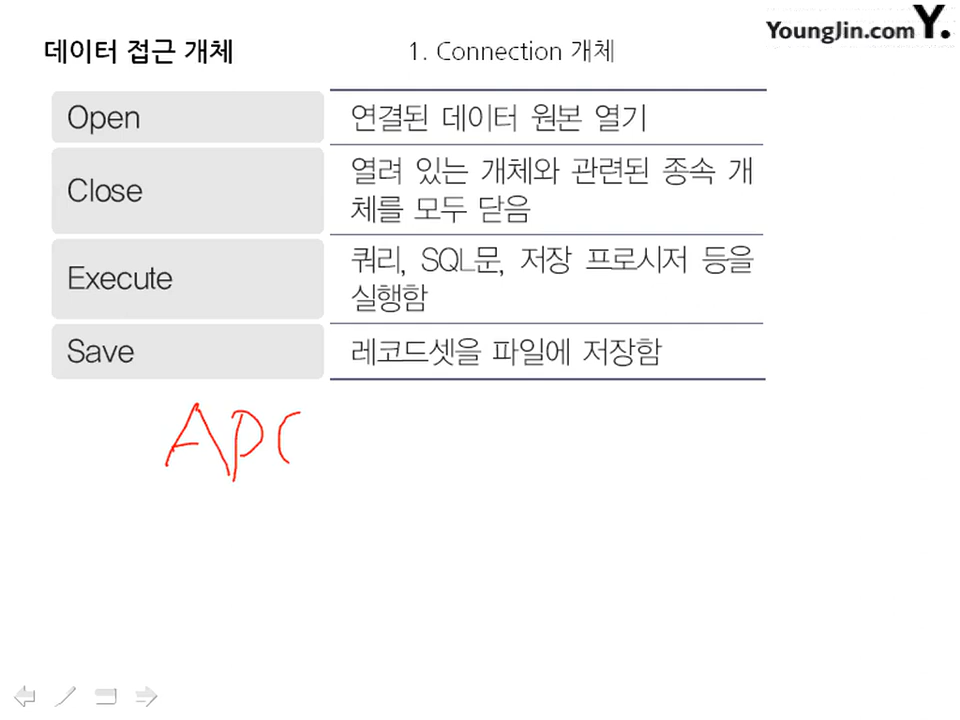 데이터 접근 개체
1. Connection 개체
YoungJin.com Y.
Open
연결된 데이터 원본 열기
Close
열려 있는 개체와 관련된 종속 개
체를 모두 닫음
Execute
쿼리, SQL문, 저장 프로시저 등을
실행함
Save
레코드셋을 파일에 저장함